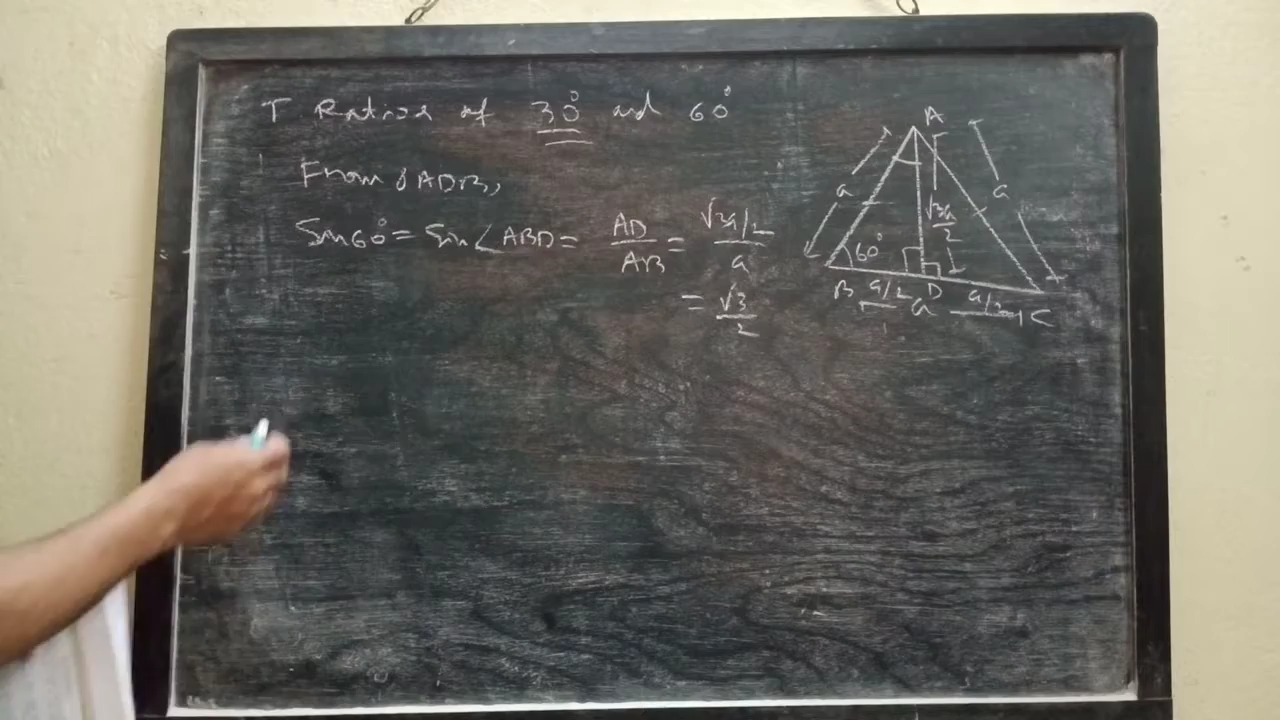 T Ratios of 30° and 60°
From △ADB,
Sin60° = Sin∠ABD = AD/AB = (√3a/2)/a
= √3/2
A
a
a
√3a/2
60°
B a/2 D a/2 C
a